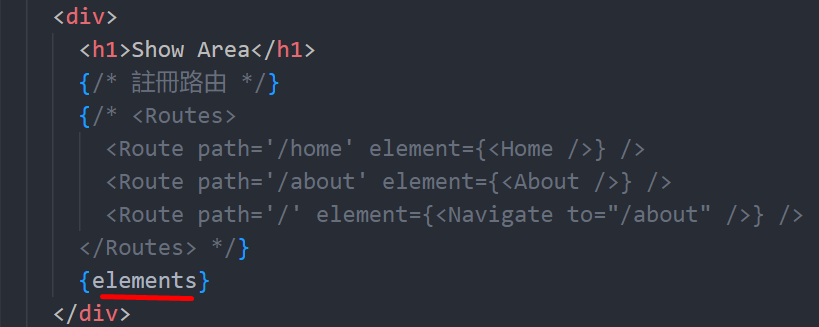 <div>
<h1>Show Area</h1>
{/* 註冊路由 */}
{/* <Routes>
<Route path='/home' element={<Home />} />
<Route path='/about' element={<About />} />
<Route path='/' element={<Navigate to="/about" />} />
</Routes> */}
{elements}
</div>